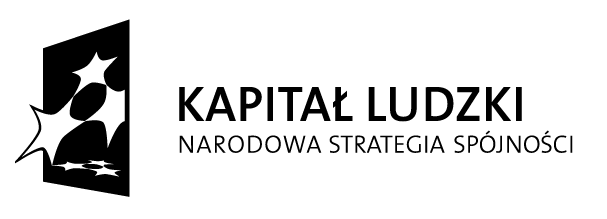 KAPITAŁ LUDZKI
NARODOWA STRATEGIA SPÓJNOŚCI